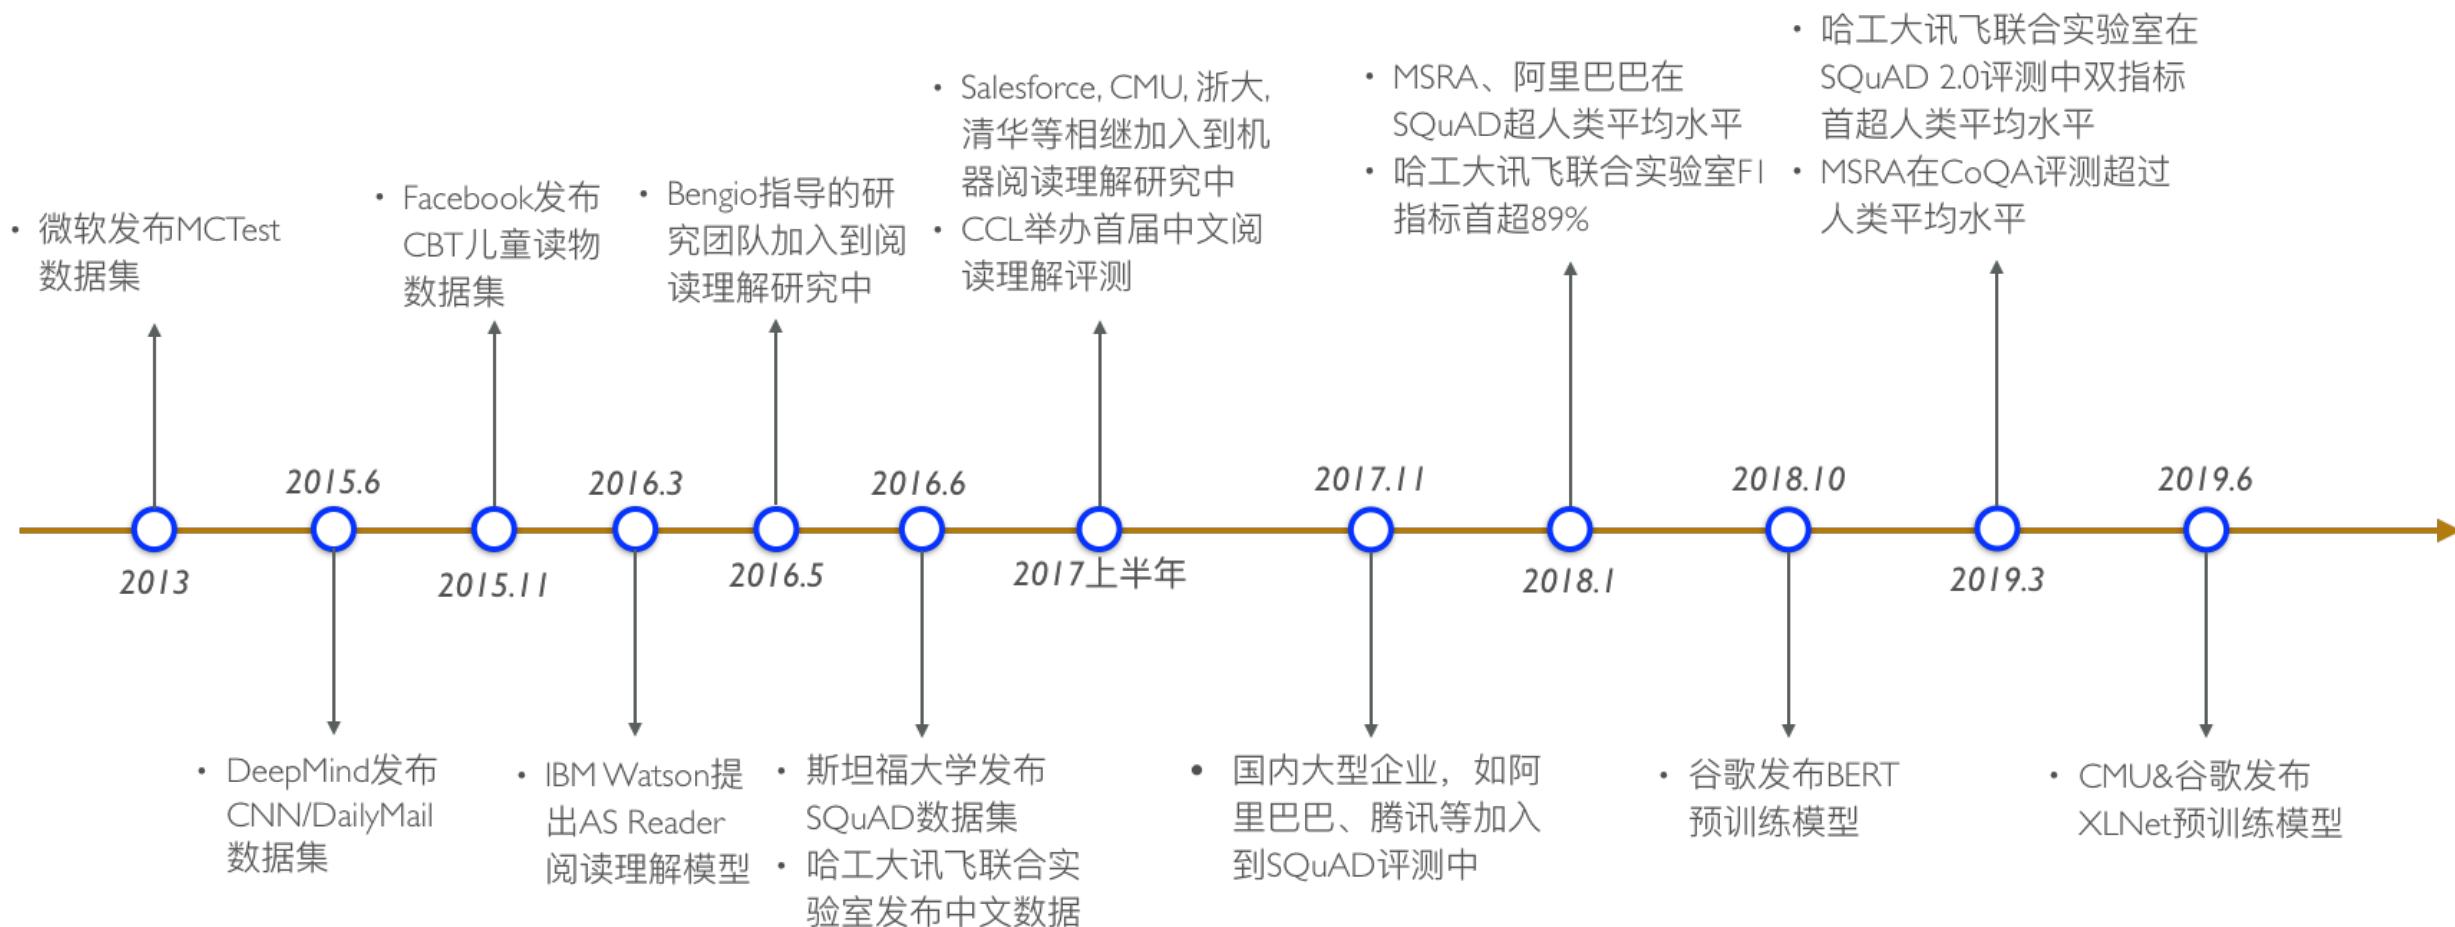 • 微软发布MCTest
数据集
2013
2015.6
• DeepMind发布
CNN/DailyMail
数据集
• Facebook发布
CBT儿童读物
数据集
2015.11
2016.3
• IBM Watson提
出AS Reader
阅读理解模型
• Bengio指导的研
究团队加入到阅
读理解研究中
2016.5
2016.6
• 斯坦福大学发布
SQuAD数据集
• 哈工大讯飞联合实
验室发布中文数据
• Salesforce, CMU, 浙大,
清华等相继加入到机
器阅读理解研究中
• CCL举办首届中文阅
读理解评测
2017上半年
2017.11
• 国内大型企业，如阿
里巴巴、腾讯等加入
到SQuAD评测中
• MSRA、阿里巴巴在
SQuAD超人类平均水平
• 哈工大讯飞联合实验室F1
指标首超89%
2018.1
2018.10
• 谷歌发布BERT
预训练模型
• 哈工大讯飞联合实验室在
SQuAD 2.0评测中双指标
首超人类平均水平
• MSRA在CoQA评测超过
人类平均水平
2019.3
2019.6
• CMU&谷歌发布
XLNet预训练模型